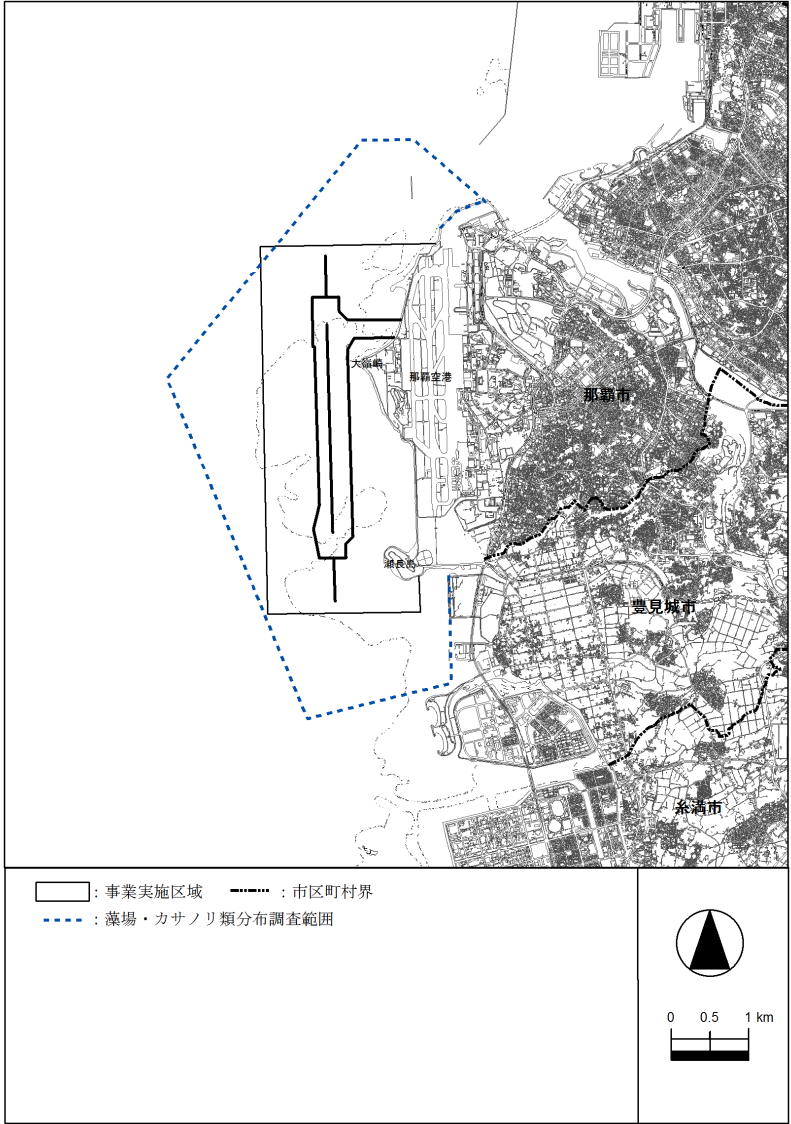 大嶺崎
那覇空港
那覇市
瀬長島
豊見城市
糸満市
：事業実施区域
：市区町村界
：藻場・カサノリ類分布調査範囲
0 0.5 1 km